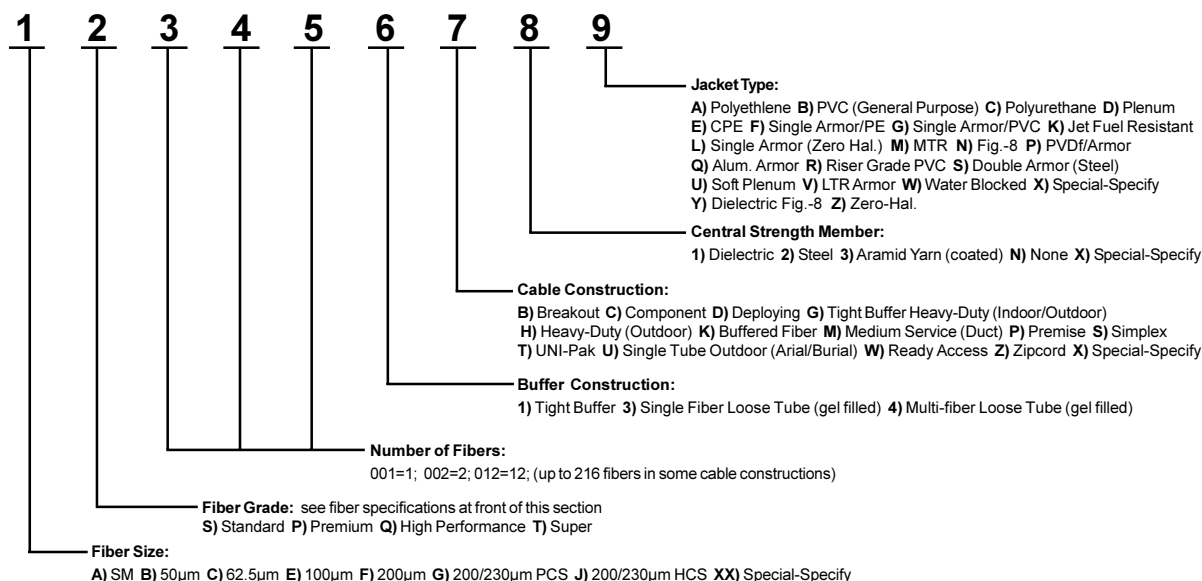 1 2 3 4 5 6 7 8 9
Jacket Type:
A) Polyethlene B) PVC (General Purpose) C) Polyurethane D) Plenum
E) CPE F) Single Armor/PE G) Single Armor/PVC K) Jet Fuel Resistant
L) Single Armor (Zero Hal.) M) MTR N) Fig.-8 P) PVDf/Armor
Q) Alum. Armor R) Riser Grade PVC S) Double Armor (Steel)
U) Soft Plenum V) LTR Armor W) Water Blocked X) Special-Specify
Y) Dielectric Fig.-8 Z) Zero-Hal.
Central Strength Member:
1) Dielectric 2) Steel 3) Aramid Yarn (coated) N) None X) Special-Specify
Cable Construction:
B) Breakout C) Component D) Deploying G) Tight Buffer Heavy-Duty (Indoor/Outdoor)
H) Heavy-Duty (Outdoor) K) Buffered Fiber M) Medium Service (Duct) P) Premise S) Simplex
T) UNI-Pak U) Single Tube Outdoor (Arial/Burial) W) Ready Access Z) Zipcord X) Special-Specify
Buffer Construction:
1) Tight Buffer 3) Single Fiber Loose Tube (gel filled) 4) Multi-fiber Loose Tube (gel filled)
Number of Fibers:
001=1; 002=2; 012=12; (up to 216 fibers in some cable constructions)
Fiber Grade: see fiber specifications at front of this section
S) Standard P) Premium Q) High Performance T) Super
Fiber Size:
A) SM B) 50µm C) 62.5µm E) 100µm F) 200µm G) 200/230µm PCS J) 200/230µm HCS XX) Special-Specify